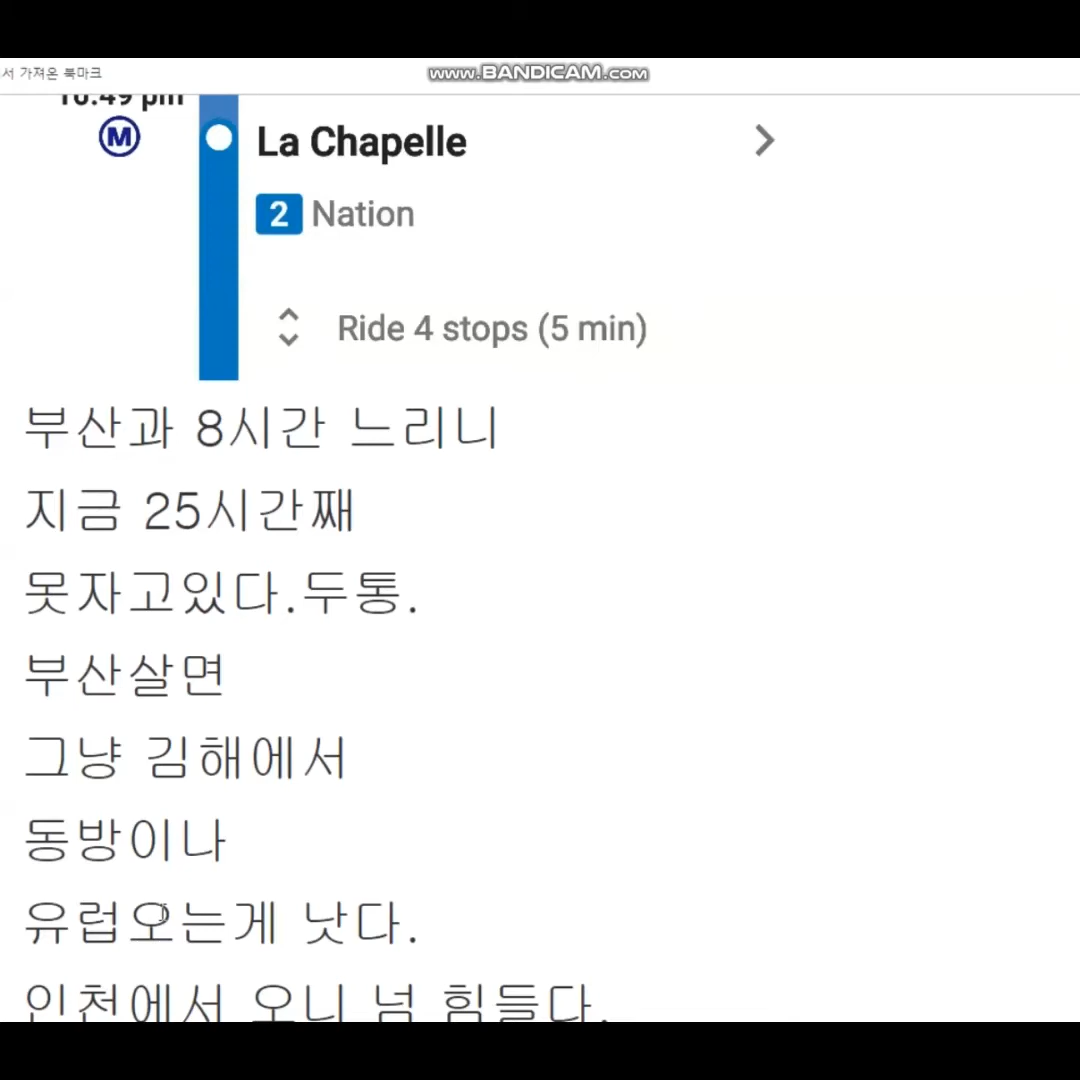 서 가져온 북마크
www.BANDICAM.com
10:49 pm
M
La Chapelle
2 Nation
Ride 4 stops (5 min)
부산과 8시간 느리니
지금 25시간째
못자고있다.두통.
부산살면
그냥 김해에서
동방이나
유럽오는게 낫다.
인천에서 오니 넘 힘들다.